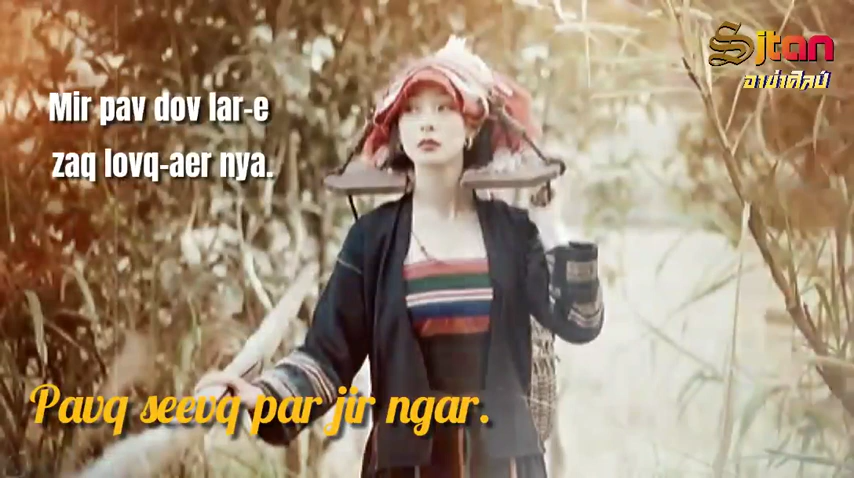 Sjtan
อาข่าศิลป์
Mir pav dov lar-e
zaq lovq-aer nya.
Pavq seevq par jir ngar.